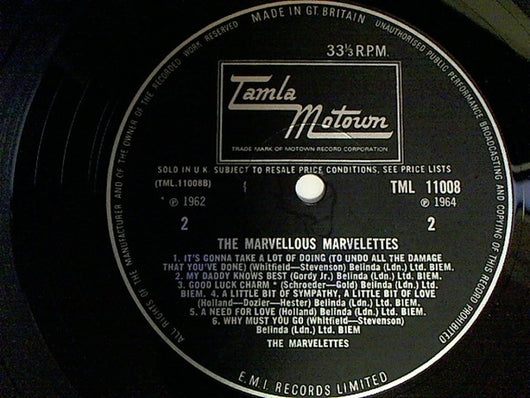 MADE IN GT. BRITAIN
UNAUTHORISED PUBLIC PERFORMANCE BROADCASTING AND COPYING OF THIS RECORD PROHIBITED
ALL RIGHTS OF THE MANUFACTURER AND OF THE OWNER OF THE RECORDED WORK RESERVED
33⅓ R.P.M.
Tamla
Motown
TRADE MARK OF MOTOWN RECORD CORPORATION
SOLD IN U.K. SUBJECT TO RESALE PRICE CONDITIONS, SEE PRICE LISTS
(TML.11008B) TML 11008
* ℗ 1962 ℗ 1964
2 2
THE MARVELLOUS MARVELETTES
1. IT'S GONNA TAKE A LOT OF DOING (TO UNDO ALL THE DAMAGE
THAT YOU'VE DONE) (Whitfield—Stevenson) Belinda (Ldn.) Ltd. BIEM.
2. MY DADDY KNOWS BEST (Gordy Jr.) Belinda (Ldn.) Ltd. BIEM.
3. GOOD LUCK CHARM * (Schroeder—Gold) Belinda (Ldn.) Ltd.
BIEM. 4. A LITTLE BIT OF SYMPATHY, A LITTLE BIT OF LOVE
(Holland—Dozier—Hester) Belinda (Ldn.) Ltd. BIEM.
5. A NEED FOR LOVE (Holland) Belinda (Ldn.) Ltd. BIEM.
6. WHY MUST YOU GO (Whitfield—Stevenson)
Belinda (Ldn.) Ltd. BIEM
THE MARVELETTES
E.M.I. RECORDS LIMITED